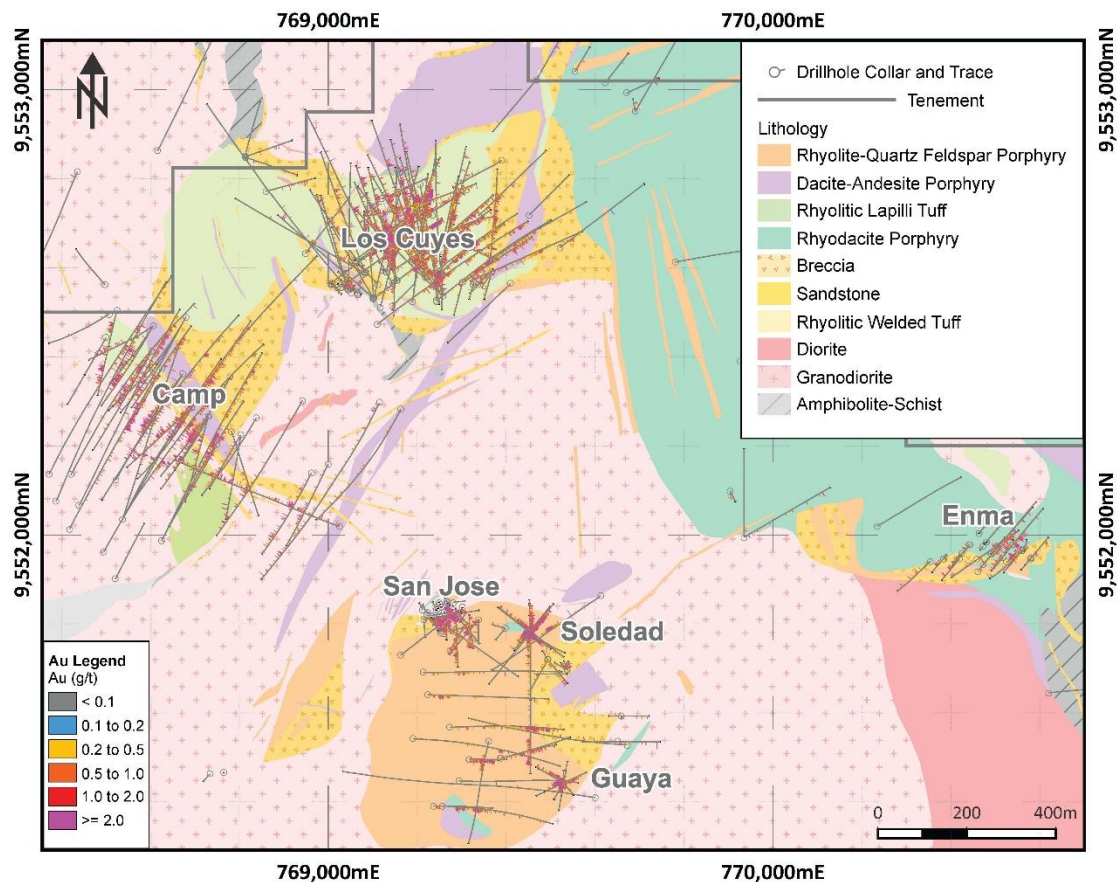 769,000mE
770,000mE
9,553,000mN
9,553,000mN
N
Drillhole Collar and Trace
Tenement
Lithology
Rhyolite-Quartz Feldspar Porphyry
Dacite-Andesite Porphyry
Rhyolitic Lapilli Tuff
Rhyodacite Porphyry
Breccia
Sandstone
Rhyolitic Welded Tuff
Diorite
Granodiorite
Amphibolite-Schist
Los Cuyes
Camp
9,552,000mN
9,552,000mN
Enma
San Jose
Soledad
Guaya
Au Legend
Au (g/t)
< 0.1
0.1 to 0.2
0.2 to 0.5
0.5 to 1.0
1.0 to 2.0
>= 2.0
0 200 400m
769,000mE
770,000mE